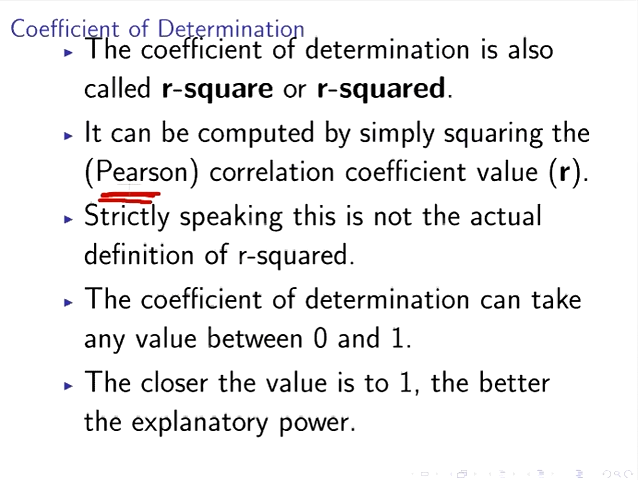 Coefficient of Determination
▸ The coefficient of determination is also
called r-square or r-squared.
▸ It can be computed by simply squaring the
(Pearson) correlation coefficient value (r).
▸ Strictly speaking this is not the actual
definition of r-squared.
▸ The coefficient of determination can take
any value between 0 and 1.
▸ The closer the value is to 1, the better
the explanatory power.